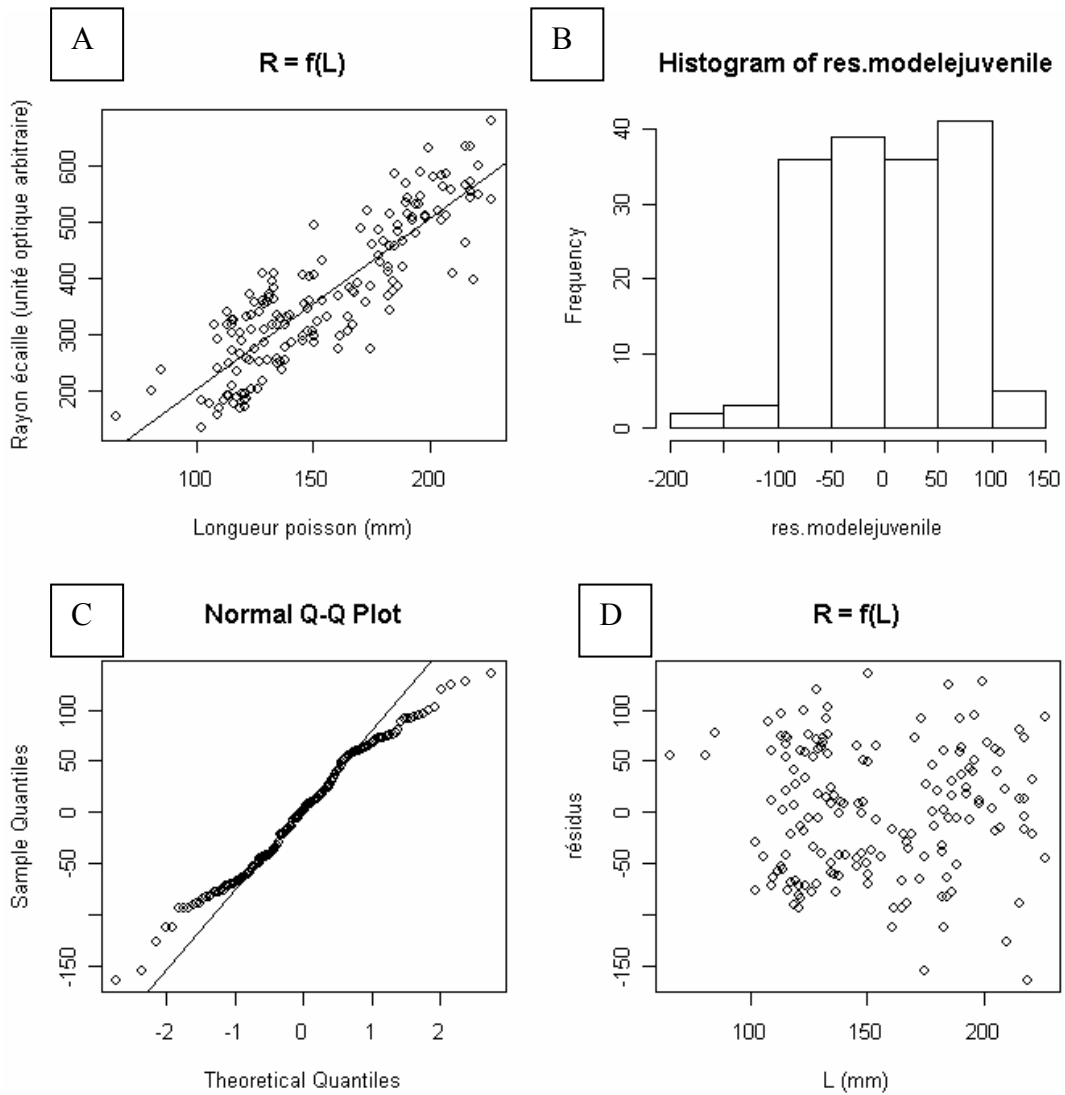 A
R = f(L)
Rayon écaille (unité optique arbitraire)
600
500
400
300
200
100
150
200
Longueur poisson (mm)
B
Histogram of res.modelejuvenile
Frequency
40
30
20
10
0
-200
-100
-50
0
50
100
150
res.modelejuvenile
C
Normal Q-Q Plot
Sample Quantiles
100
50
0
-50
-150
-2
-1
0
1
2
Theoretical Quantiles
D
R = f(L)
résidus
100
50
0
-50
-150
100
150
200
L (mm)